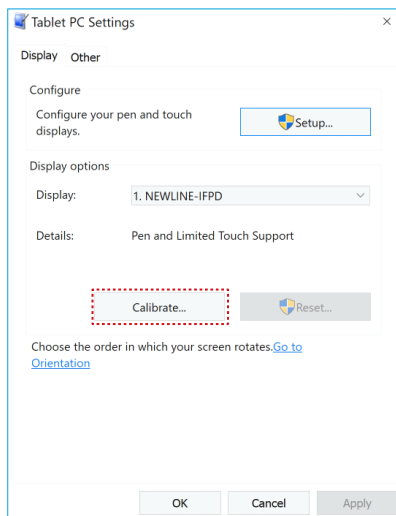 Tablet PC Settings
Display Other
Configure
Configure your pen and touch
displays.
Setup...
Display options
Display: 1. NEWLINE-IFPD
Details: Pen and Limited Touch Support
Calibrate... Reset...
Choose the order in which your screen rotates.Go to
Orientation
OK Cancel Apply